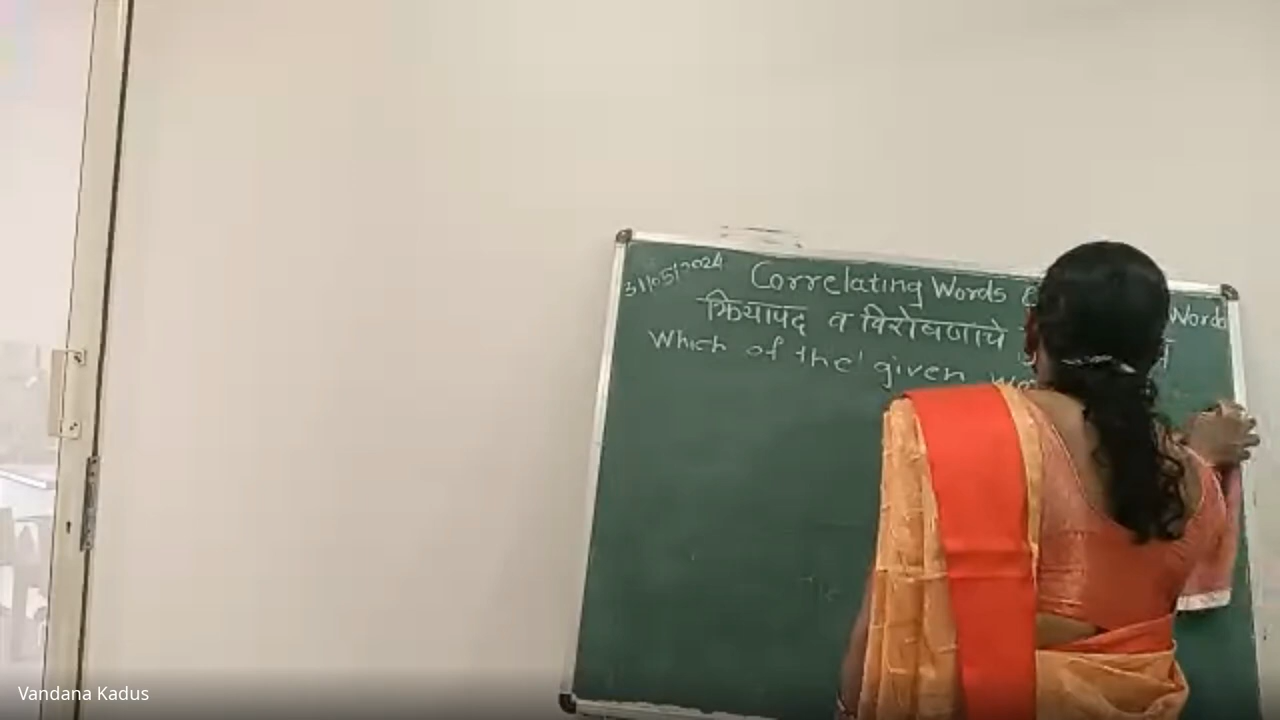 31/05/2024 Correlating Words & Words
क्रियापद व विशेषणाचे
Which of the given
Vandana Kadus